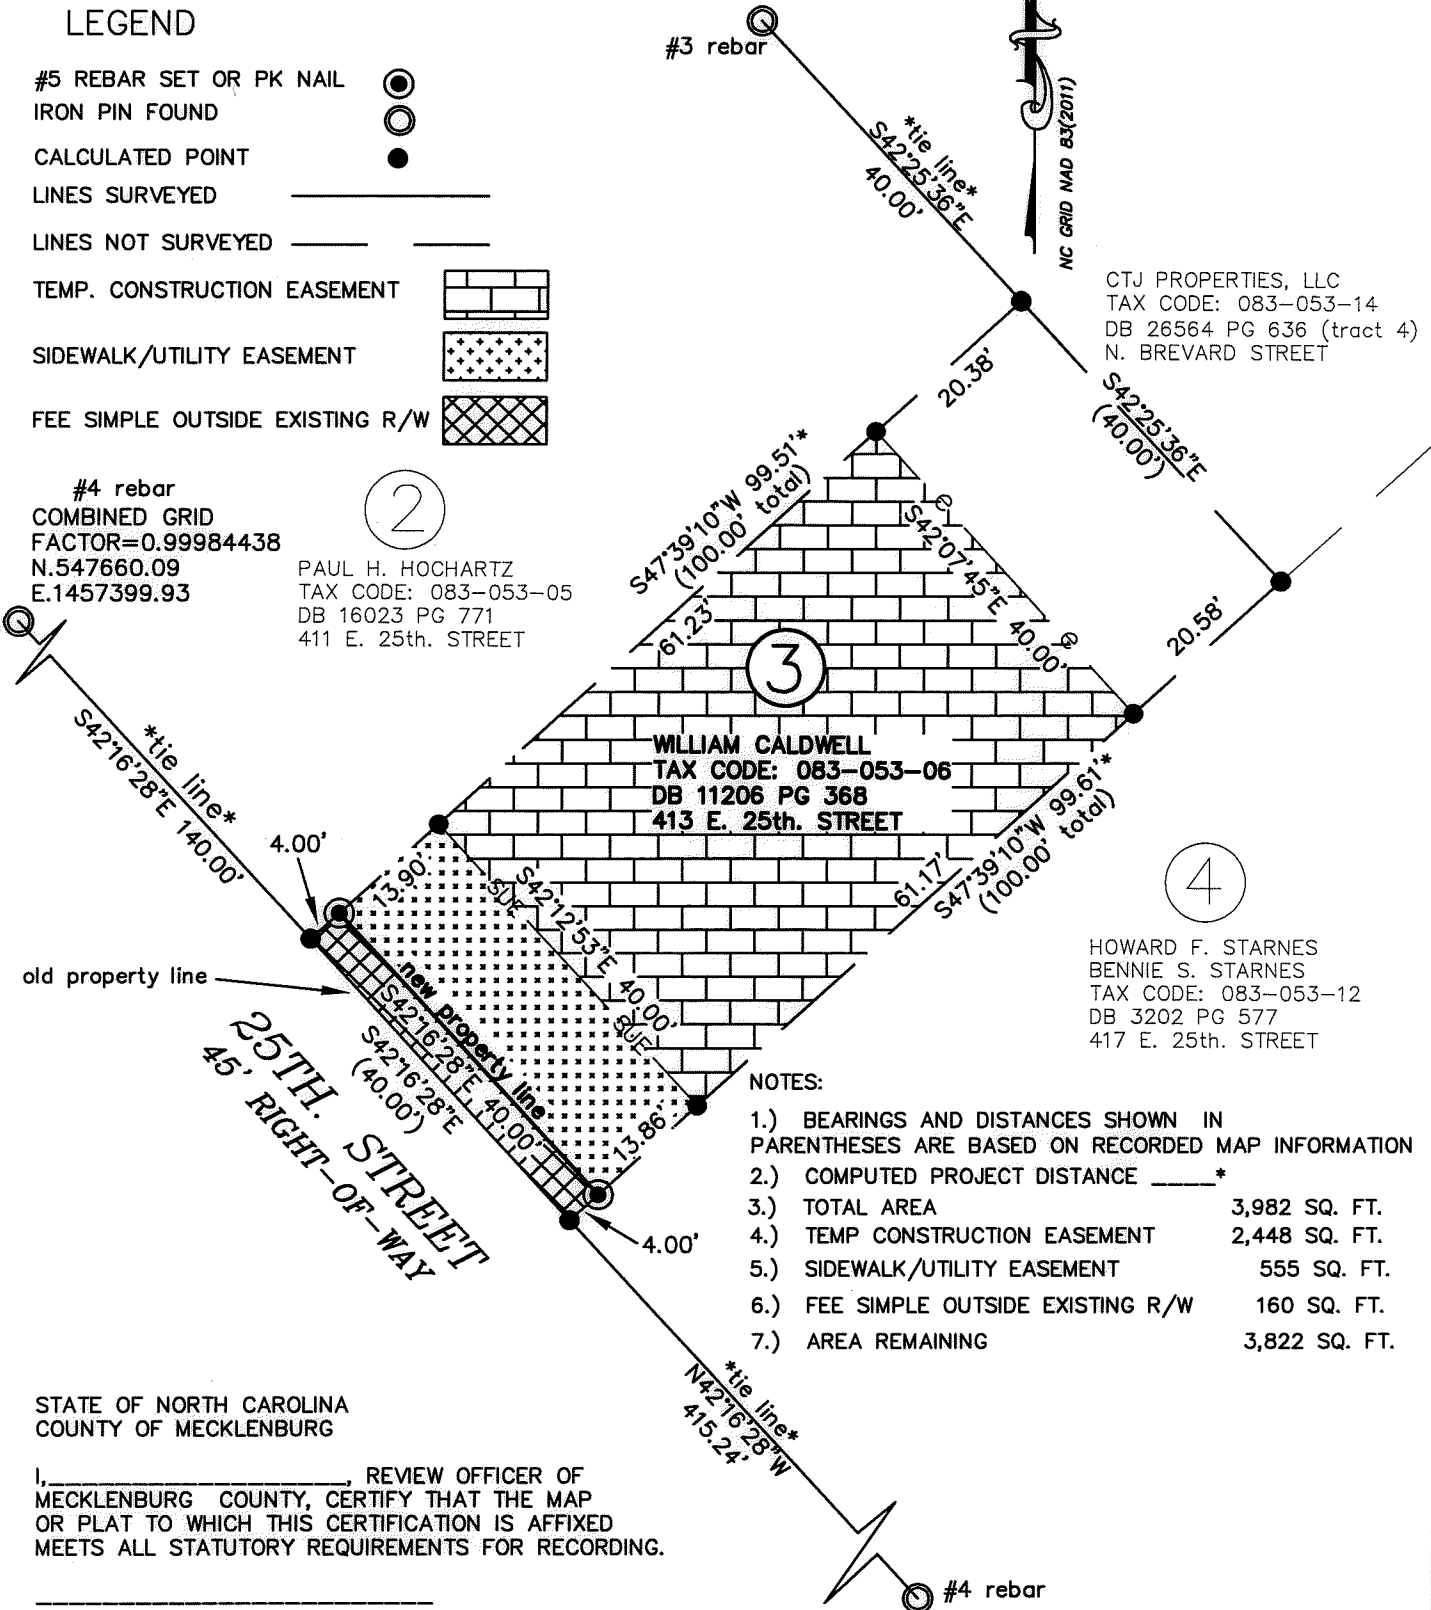 LEGEND
#5 REBAR SET OR PK NAIL
IRON PIN FOUND
CALCULATED POINT
LINES SURVEYED
LINES NOT SURVEYED
TEMP. CONSTRUCTION EASEMENT
SIDEWALK/UTILITY EASEMENT
FEE SIMPLE OUTSIDE EXISTING R/W
#3 rebar
*tie line*
S42°25'36"E
40.00'
NC GRID NAD 83(2011)
CTJ PROPERTIES, LLC
TAX CODE: 083-053-14
DB 26564 PG 636 (tract 4)
N. BREVARD STREET
20.38'
S42°25'36"E
(40.00')
#4 rebar
COMBINED GRID
FACTOR=0.99984438
N.547660.09
E.1457399.93
2
PAUL H. HOCHARTZ
TAX CODE: 083-053-05
DB 16023 PG 771
411 E. 25th. STREET
S47°39'10"W 99.51'*
(100.00' total)
61.23'
S42°07'45"E 40.00'
20.58'
3
WILLIAM CALDWELL
TAX CODE: 083-053-06
DB 11206 PG 368
413 E. 25th. STREET
*tie line*
S42°16'28"E 140.00'
4.00'
13.90'
SUE
S42°12'53"E 40.00'
SUE
61.17'
S47°39'10"W 99.61'*
(100.00' total)
4
HOWARD F. STARNES
BENNIE S. STARNES
TAX CODE: 083-053-12
DB 3202 PG 577
417 E. 25th. STREET
old property line
new property line
S42°16'28"E 40.00'
S42°16'28"E
(40.00')
25TH. STREET
45' RIGHT-OF-WAY
13.86'
4.00'
NOTES:
1.) BEARINGS AND DISTANCES SHOWN IN
PARENTHESES ARE BASED ON RECORDED MAP INFORMATION
2.) COMPUTED PROJECT DISTANCE ____*
3.) TOTAL AREA 3,982 SQ. FT.
4.) TEMP CONSTRUCTION EASEMENT 2,448 SQ. FT.
5.) SIDEWALK/UTILITY EASEMENT 555 SQ. FT.
6.) FEE SIMPLE OUTSIDE EXISTING R/W 160 SQ. FT.
7.) AREA REMAINING 3,822 SQ. FT.
*tie line*
N42°16'28"W
415.24'
#4 rebar
STATE OF NORTH CAROLINA
COUNTY OF MECKLENBURG
I,__________________, REVIEW OFFICER OF
MECKLENBURG COUNTY, CERTIFY THAT THE MAP
OR PLAT TO WHICH THIS CERTIFICATION IS AFFIXED
MEETS ALL STATUTORY REQUIREMENTS FOR RECORDING.